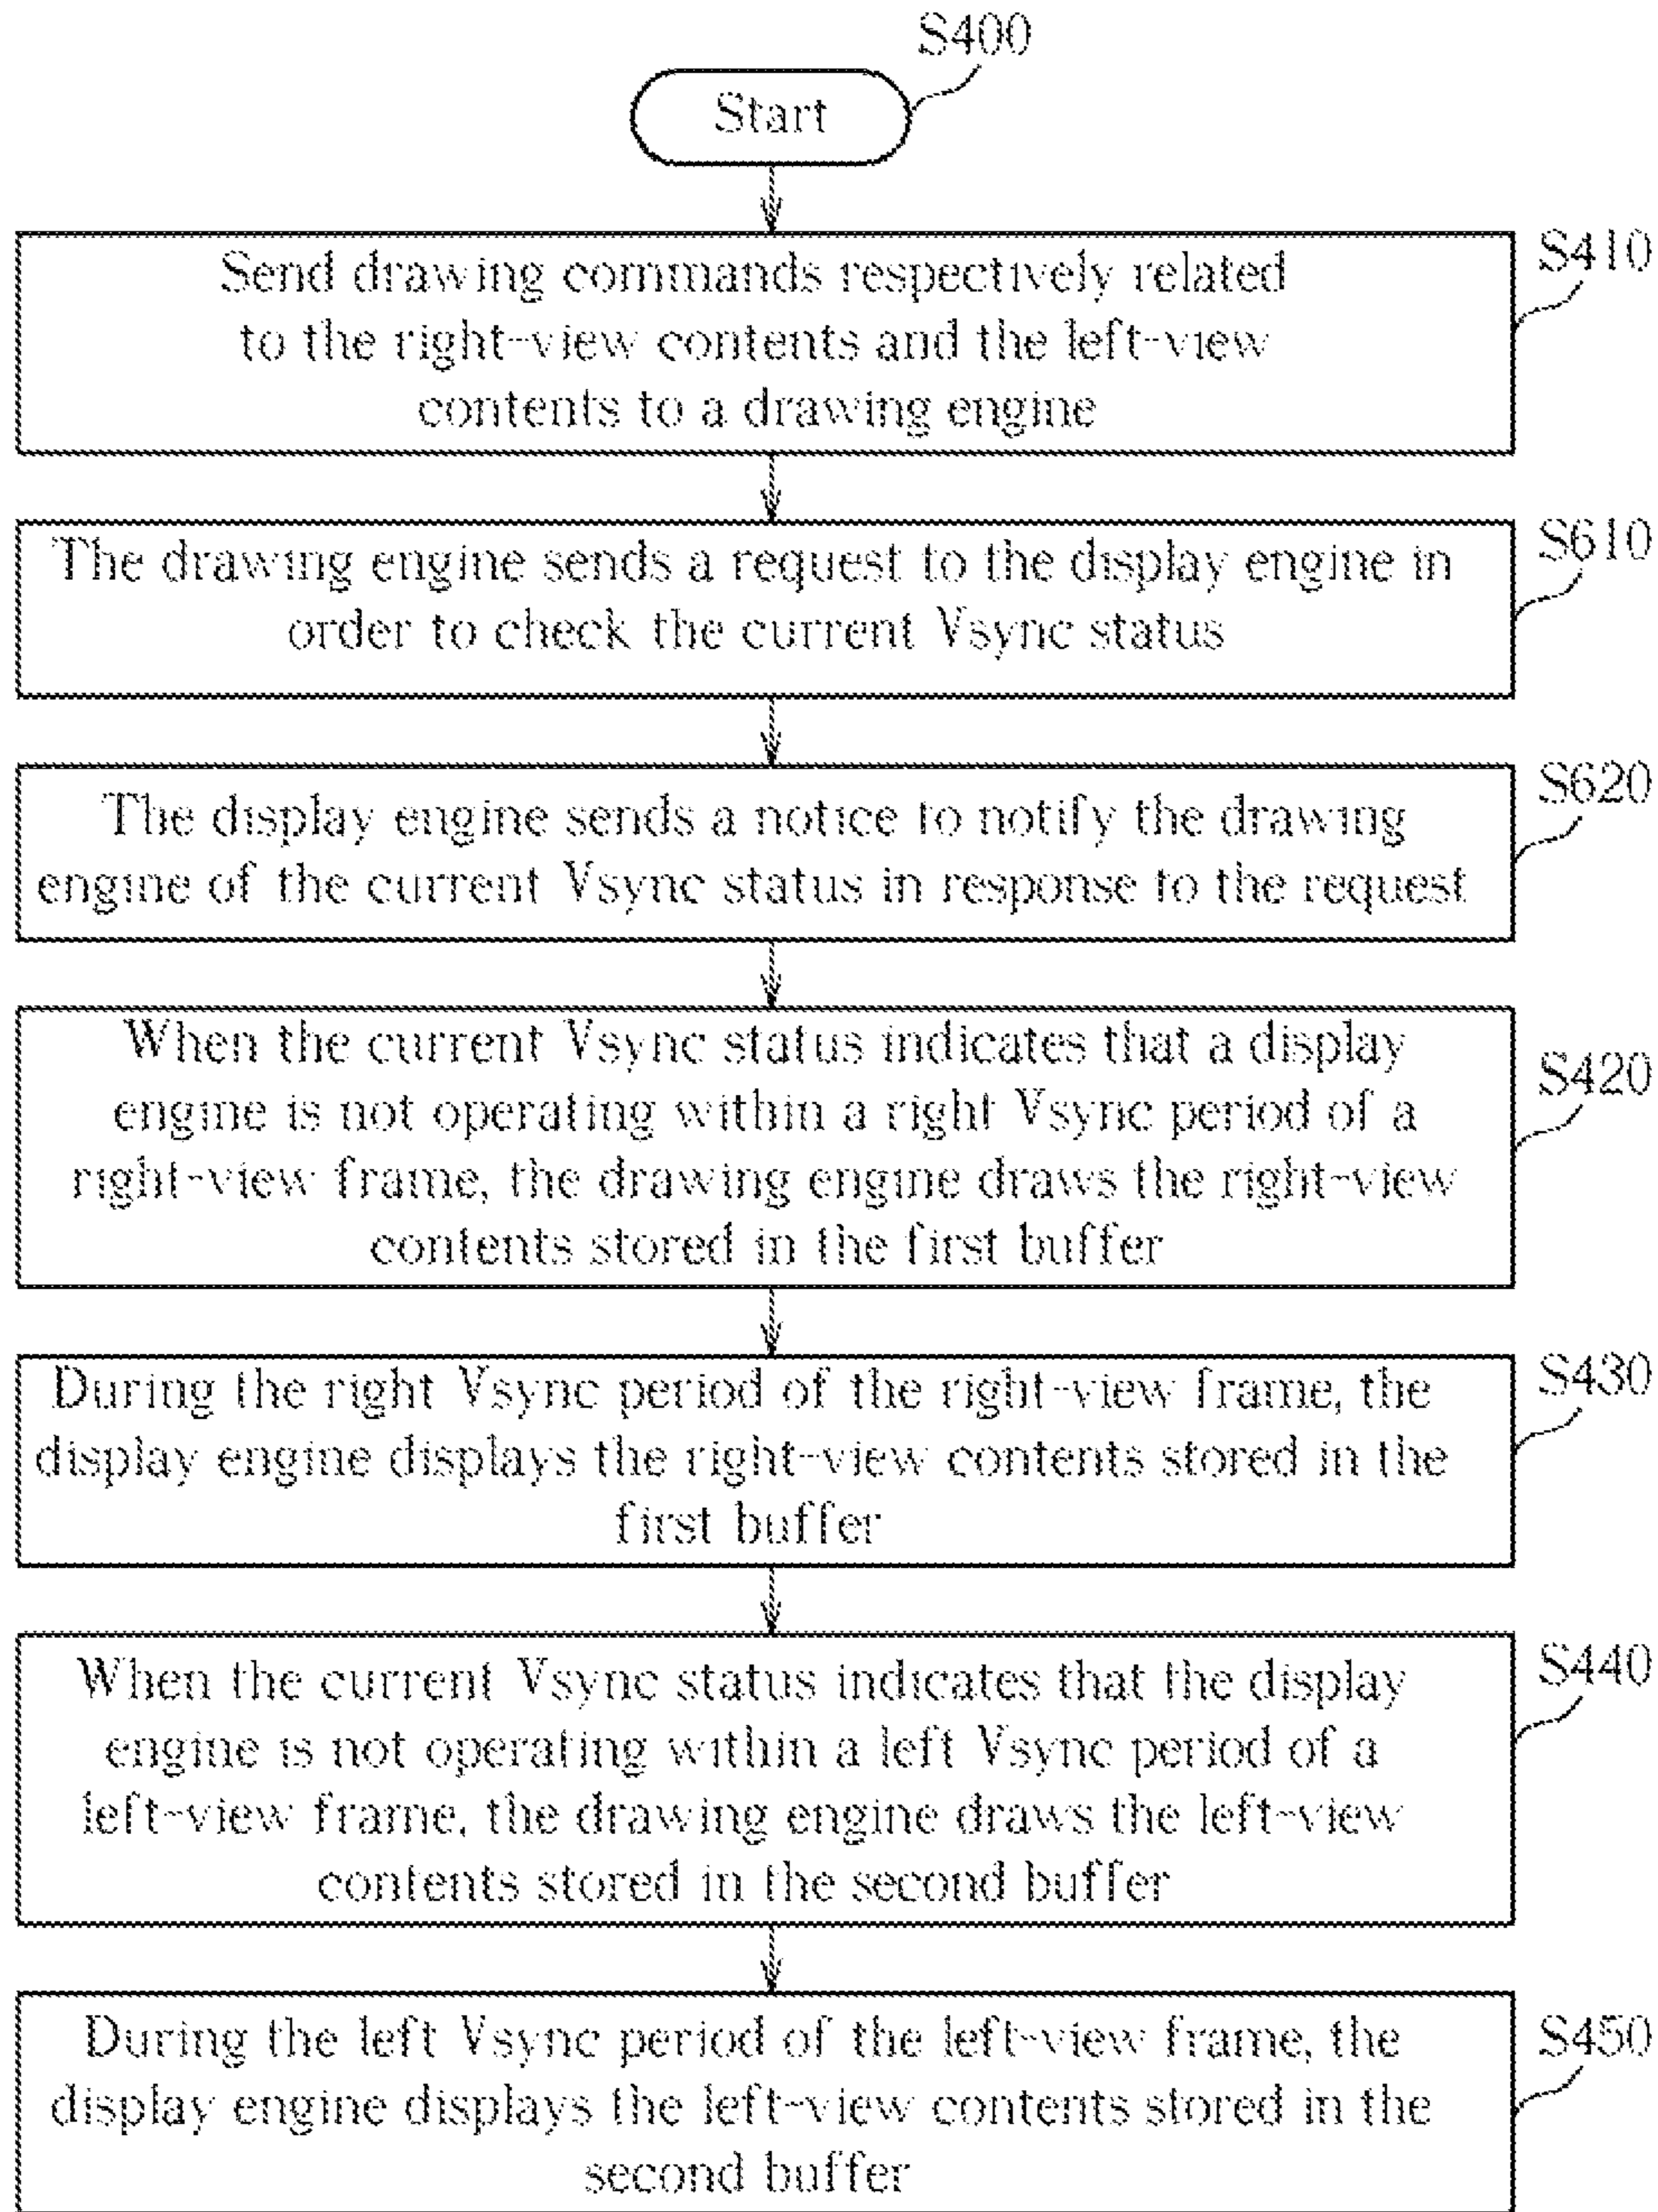 S400
Start
S410
Send drawing commands respectively related
to the right-view contents and the left-view
contents to a drawing engine
S610
The drawing engine sends a request to the display engine in
order to check the current Vsync status
S620
The display engine sends a notice to notify the drawing
engine of the current Vsync status in response to the request
S420
When the current Vsync status indicates that a display
engine is not operating within a right Vsync period of a
right-view frame, the drawing engine draws the right-view
contents stored in the first buffer
S430
During the right Vsync period of the right-view frame, the
display engine displays the right-view contents stored in the
first buffer
S440
When the current Vsync status indicates that the display
engine is not operating within a left Vsync period of a
left-view frame, the drawing engine draws the left-view
contents stored in the second buffer
S450
During the left Vsync period of the left-view frame, the
display engine displays the left-view contents stored in the
second buffer